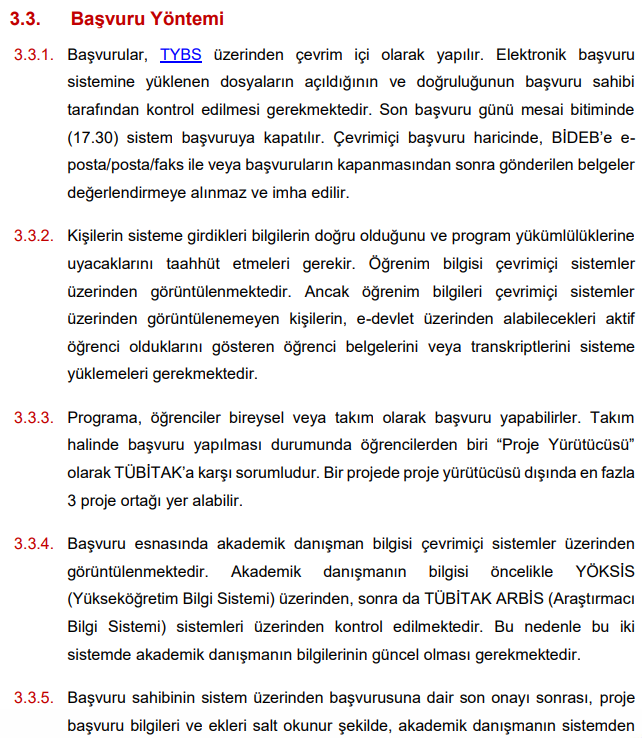 3.3. Başvuru Yöntemi
3.3.1. Başvurular, TYBS üzerinden çevrim içi olarak yapılır. Elektronik başvuru
sistemine yüklenen dosyaların açıldığının ve doğruluğunun başvuru sahibi
tarafından kontrol edilmesi gerekmektedir. Son başvuru günü mesai bitiminde
(17.30) sistem başvuruya kapatılır. Çevrimiçi başvuru haricinde, BİDEB’e e-
posta/posta/faks ile veya başvuruların kapanmasından sonra gönderilen belgeler
değerlendirmeye alınmaz ve imha edilir.
3.3.2. Kişilerin sisteme girdikleri bilgilerin doğru olduğunu ve program yükümlülüklerine
uyacaklarını taahhüt etmeleri gerekir. Öğrenim bilgisi çevrimiçi sistemler
üzerinden görüntülenmektedir. Ancak öğrenim bilgileri çevrimiçi sistemler
üzerinden görüntülenemeyen kişilerin, e-devlet üzerinden alabilecekleri aktif
öğrenci olduklarını gösteren öğrenci belgelerini veya transkriptlerini sisteme
yüklemeleri gerekmektedir.
3.3.3. Programa, öğrenciler bireysel veya takım olarak başvuru yapabilirler. Takım
halinde başvuru yapılması durumunda öğrencilerden biri “Proje Yürütücüsü”
olarak TÜBİTAK’a karşı sorumludur. Bir projede proje yürütücüsü dışında en fazla
3 proje ortağı yer alabilir.
3.3.4. Başvuru esnasında akademik danışman bilgisi çevrimiçi sistemler üzerinden
görüntülenmektedir. Akademik danışmanın bilgisi öncelikle YÖKSİS
(Yükseköğretim Bilgi Sistemi) üzerinden, sonra da TÜBİTAK ARBİS (Araştırmacı
Bilgi Sistemi) sistemleri üzerinden kontrol edilmektedir. Bu nedenle bu iki
sistemde akademik danışmanın bilgilerinin güncel olması gerekmektedir.
3.3.5. Başvuru sahibinin sistem üzerinden başvurusuna dair son onayı sonrası, proje
başvuru bilgileri ve ekleri salt okunur şekilde, akademik danışmanın sistemden